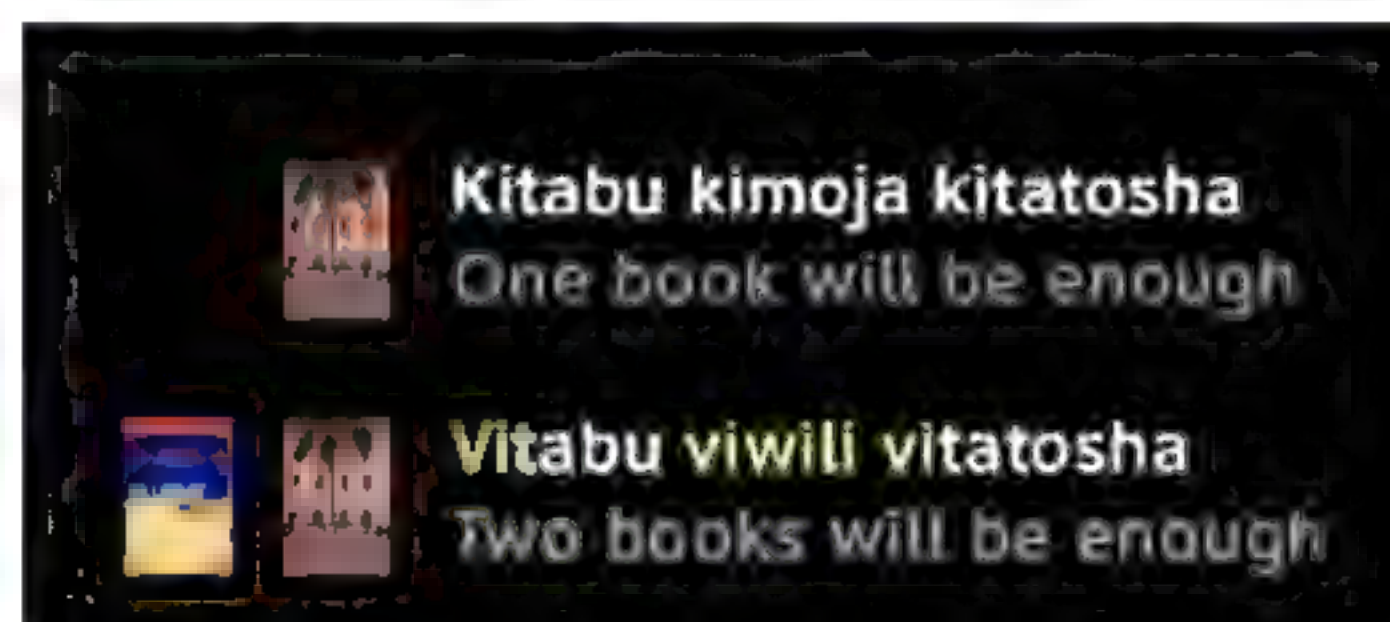 Kitabu kimoja kitatosha
One book will be enough
Vitabu viwili vitatosha
Two books will be enough